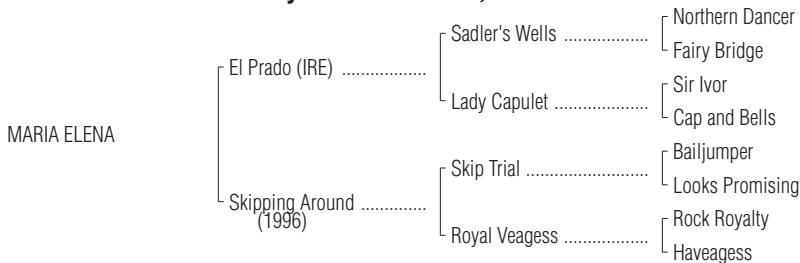 Northern Dancer
Sadler's Wells ..................
Fairy Bridge
El Prado (IRE) ..................
Sir Ivor
Lady Capulet ....................
Cap and Bells
MARIA ELENA
Bailjumper
Skip Trial ..........................
Looks Promising
Skipping Around ..............
(1996)
Rock Royalty
Royal Veagess ..................
Haveagess